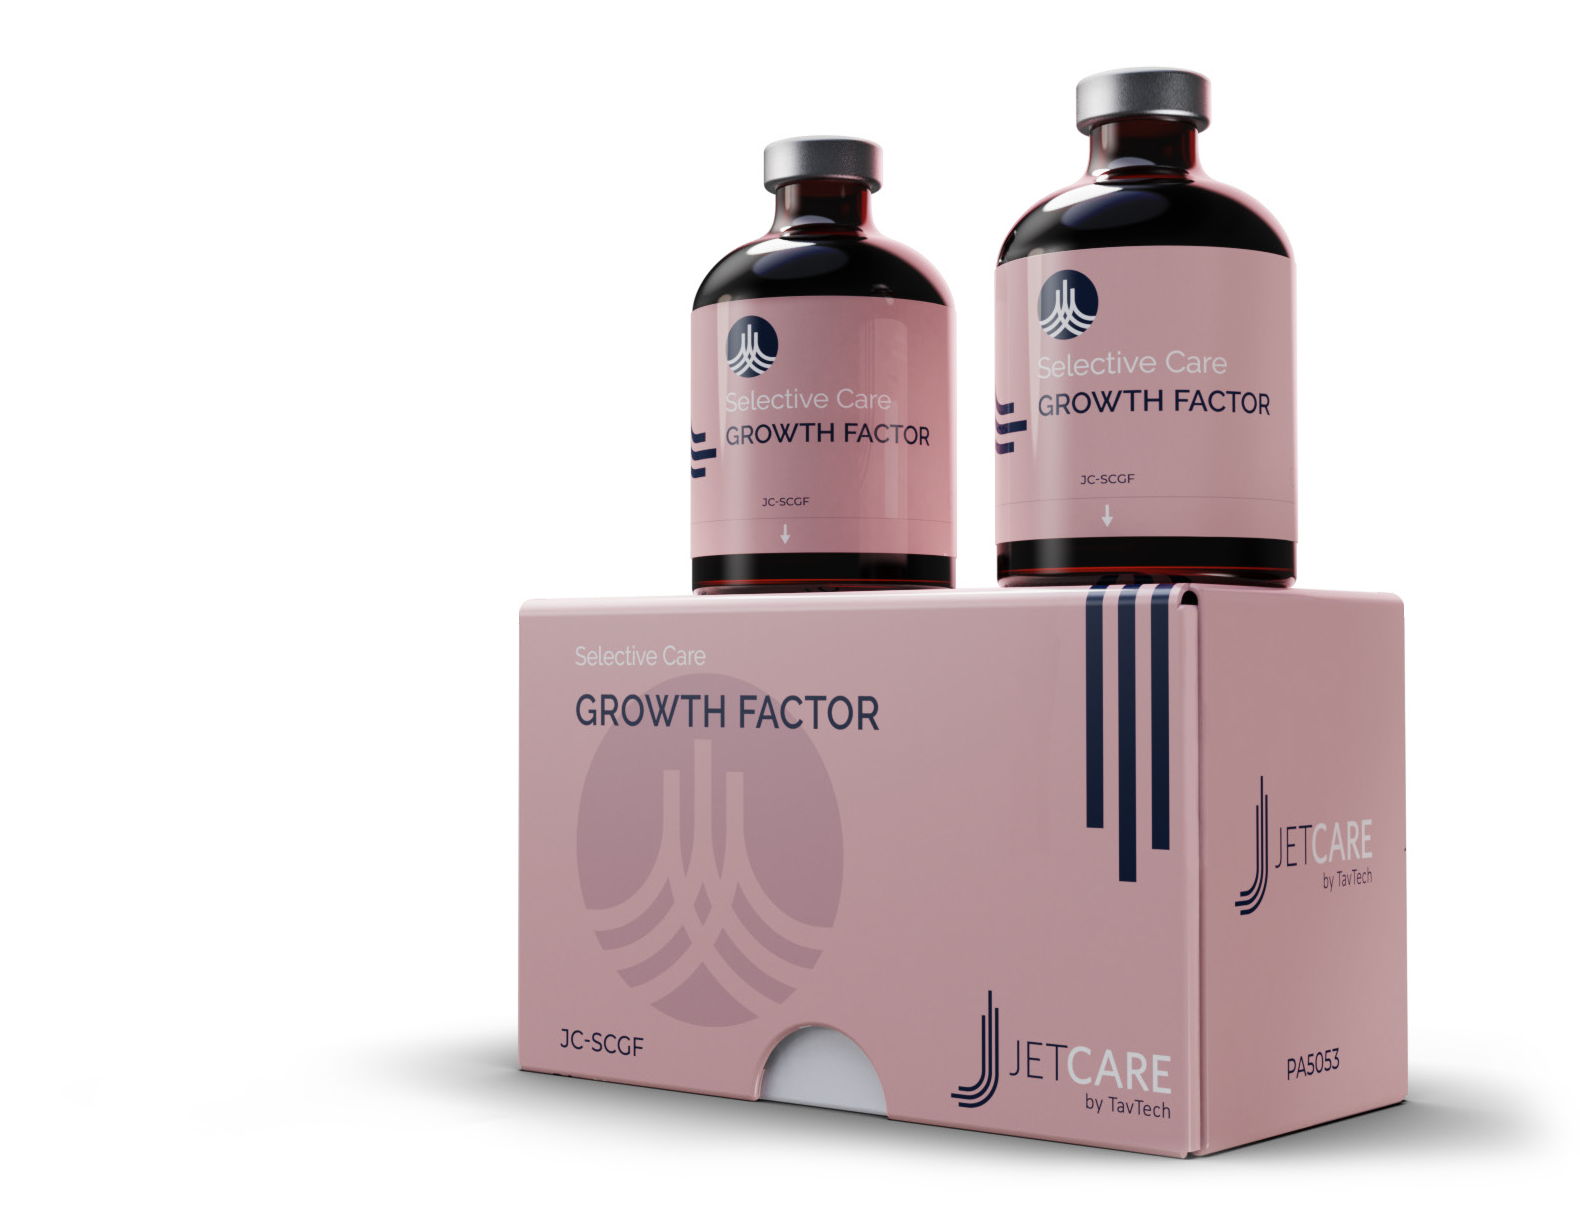 Selective Care
GROWTH FACTOR
JC-SCGF
Selective Care
GROWTH FACTOR
JC-SCGF
Selective Care
GROWTH FACTOR
JC-SCGF
JETCARE
by TavTech
JETCARE
by TavTech
PA5053